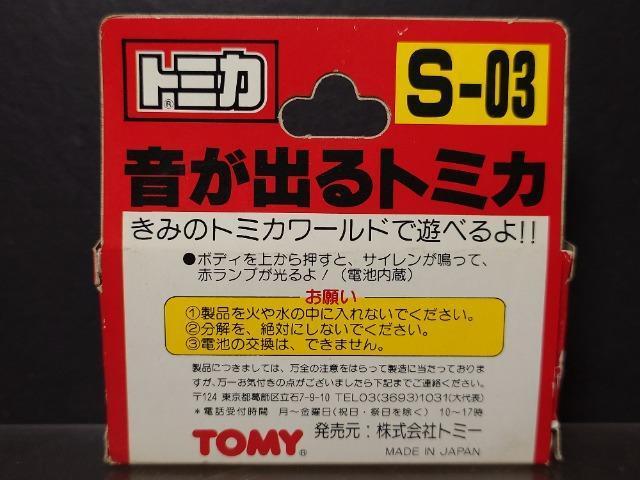 トミカ®
S-03
音が出るトミカ
きみのトミカワールドで遊べるよ!!
●ボディを上から押すと、サイレンが鳴って、
赤ランプが光るよ！（電池内蔵）
お願い
①製品を火や水の中に入れないでください。
②分解を、絶対にしないでください。
③電池の交換は、できません。
製品につきましては、万全の注意をはらって製造に当たっておりま
すが、万一お気付きの点がございましたら下記までご連絡ください。
〒124 東京都葛飾区立石7-9-10 TEL03(3693)1031(大代表)
*電話受付時間 月～金曜日(祝日・祭日を除く) 10～17時
TOMY® 発売元：株式会社トミー
MADE IN JAPAN